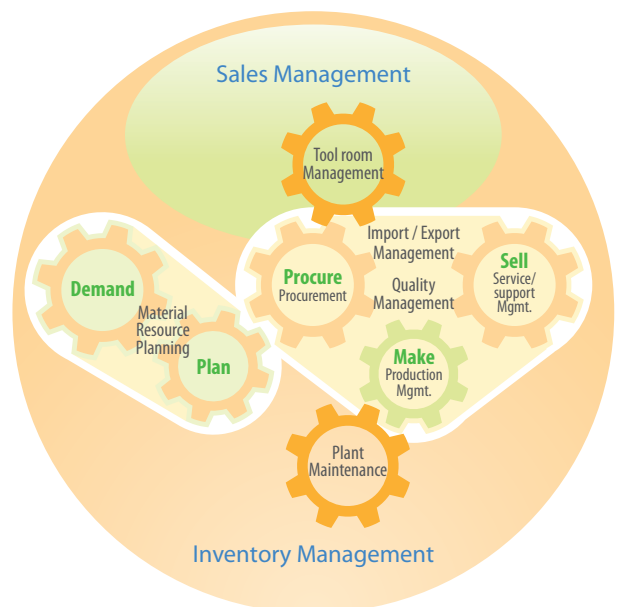 Sales Management
Tool room
Management
Import / Export
Management
Procure
Procurement
Quality
Management
Sell
Service/
support
Mgmt.
Demand
Material
Resource
Planning
Plan
Make
Production
Mgmt.
Plant
Maintenance
Inventory Management